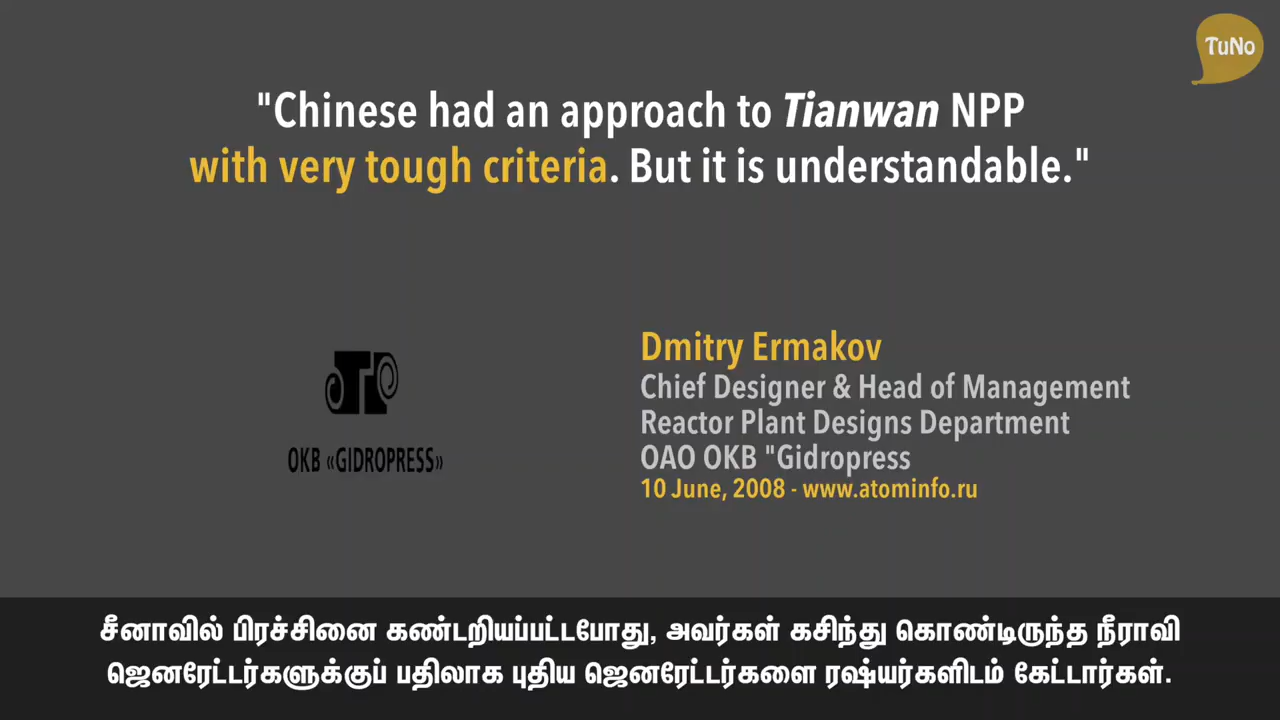 TuNo
"Chinese had an approach to Tianwan NPP
with very tough criteria. But it is understandable."
OKB «GIDROPRESS»
Dmitry Ermakov
Chief Designer & Head of Management
Reactor Plant Designs Department
OAO OKB "Gidropress
10 June, 2008 - www.atominfo.ru
சீனாவில் பிரச்சினை கண்டறியப்பட்டபோது, அவர்கள் கசிந்து கொண்டிருந்த நீராவி
ஜெனரேட்டர்களுக்குப் பதிலாக புதிய ஜெனரேட்டர்களை ரஷ்யர்களிடம் கேட்டார்கள்.